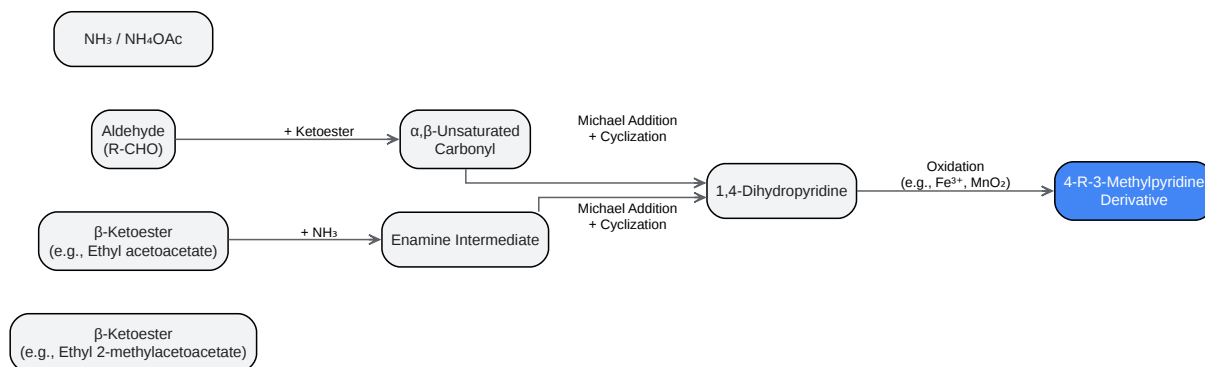 NH₃ / NH₄OAc
Aldehyde
(R-CHO)
+ Ketoester
α,β-Unsaturated
Carbonyl
Michael Addition
+ Cyclization
β-Ketoester
(e.g., Ethyl acetoacetate)
+ NH₃
Enamine Intermediate
Michael Addition
+ Cyclization
1,4-Dihydropyridine
Oxidation
(e.g., Fe³⁺, MnO₂)
4-R-3-Methylpyridine
Derivative
β-Ketoester
(e.g., Ethyl 2-methylacetoacetate)